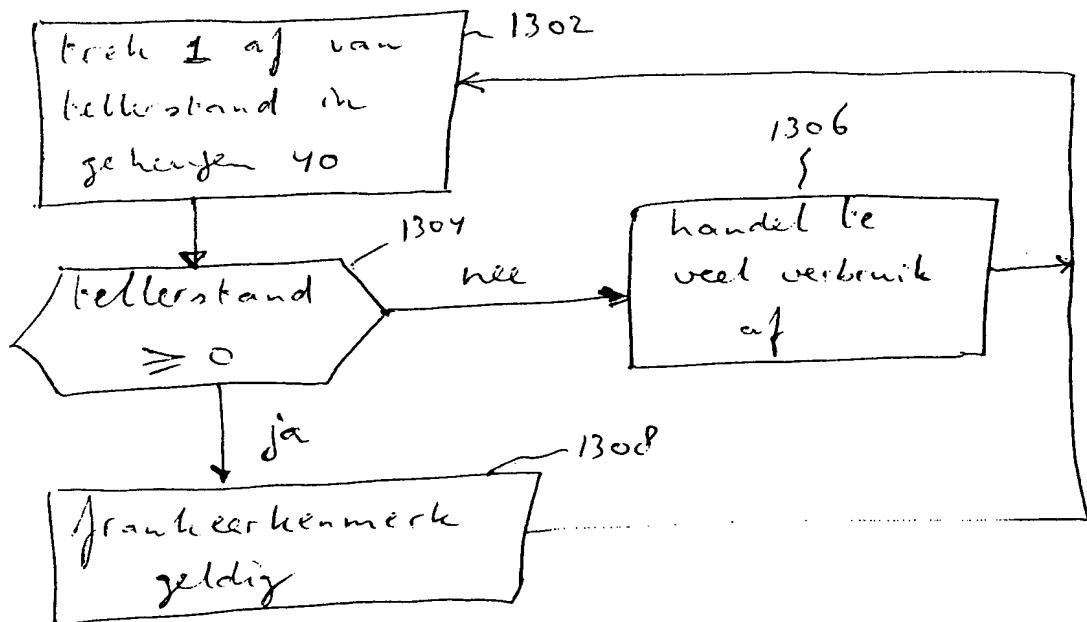 1302
trek 1 af van
tellerstand in
geheugen 40
1304
tellerstand
≥ 0
nee
1306
handel te
veel verbruik
af
ja
1308
frankeerkenmerk
geldig